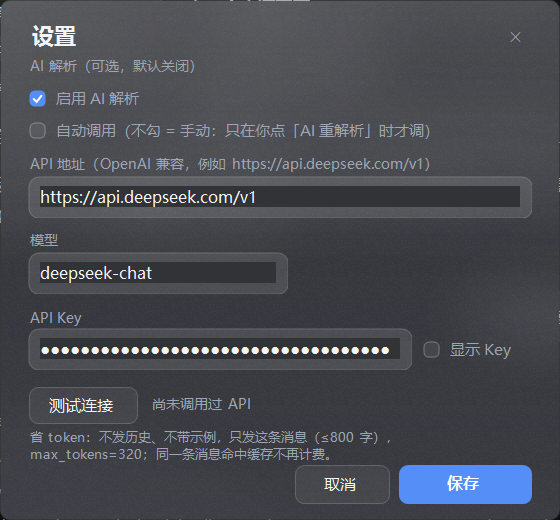 设置
AI 解析（可选，默认关闭）
启用 AI 解析
自动调用（不勾 = 手动：只在你点「AI 重解析」时才调）
API 地址（OpenAI 兼容，例如 https://api.deepseek.com/v1）
https://api.deepseek.com/v1
模型
deepseek-chat
API Key
●●●●●●●●●●●●●●●●●●●●●●●●●●●●●●●●●●●
显示 Key
测试连接 尚未调用过 API
省 token：不发历史、不带示例，只发这条消息（≤800 字），
max_tokens=320；同一条消息命中缓存不再计费。
取消 保存